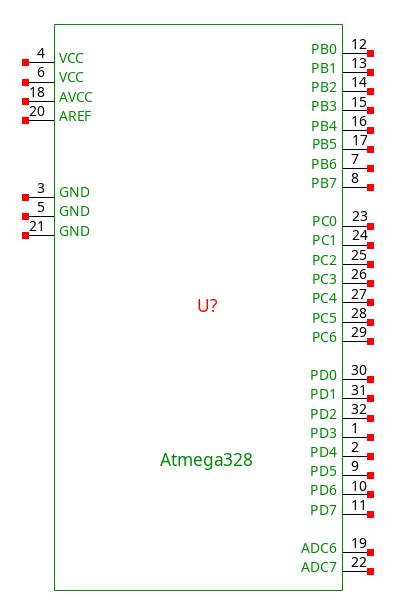 4 VCC
6 VCC
18 AVCC
20 AREF
3 GND
5 GND
21 GND
U?
Atmega328
PB0 12
PB1 13
PB2 14
PB3 15
PB4 16
PB5 17
PB6 7
PB7 8
PC0 23
PC1 24
PC2 25
PC3 26
PC4 27
PC5 28
PC6 29
PD0 30
PD1 31
PD2 32
PD3 1
PD4 2
PD5 9
PD6 10
PD7 11
ADC6 19
ADC7 22